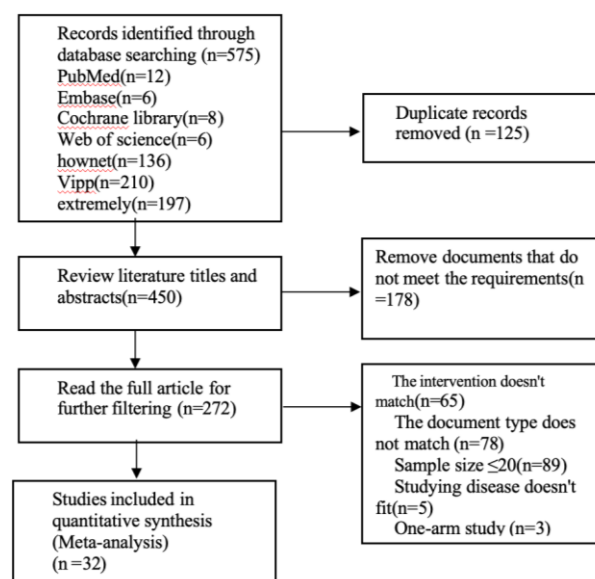 Records identified through
database searching (n=575)
PubMed(n=12)
Embase(n=6)
Cochrane library(n=8)
Web of science(n=6)
hownet(n=136)
Vipp(n=210)
extremely(n=197)
Duplicate records
removed (n =125)
Review literature titles and
abstracts(n=450)
Remove documents that do
not meet the requirements(n
=178)
Read the full article for
further filtering (n=272)
The intervention doesn't
match(n=65)
The document type does
not match (n=78)
Sample size ≤20(n=89)
Studying disease doesn't
fit(n=5)
One-arm study (n=3)
Studies included in
quantitative synthesis
(Meta-analysis)
(n =32)